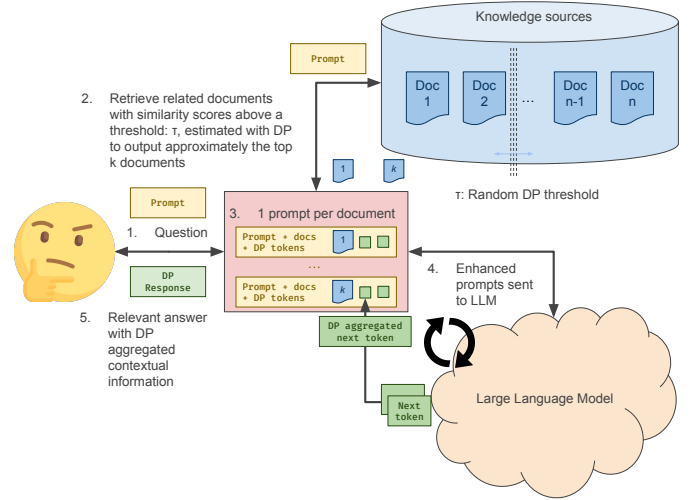 Knowledge sources
Prompt
Doc
1
Doc
2
...
Doc
n-1
Doc
n
2. Retrieve related documents
with similarity scores above a
threshold: τ, estimated with DP
to output approximately the top
k documents
1
k
τ: Random DP threshold
Prompt
1. Question
DP
Response
3. 1 prompt per document
Prompt + docs
+ DP tokens
1
...
Prompt + docs
+ DP tokens
k
4. Enhanced
prompts sent
to LLM
5. Relevant answer
with DP
aggregated
contextual
information
DP aggregated
next token
Next
token
Large Language Model